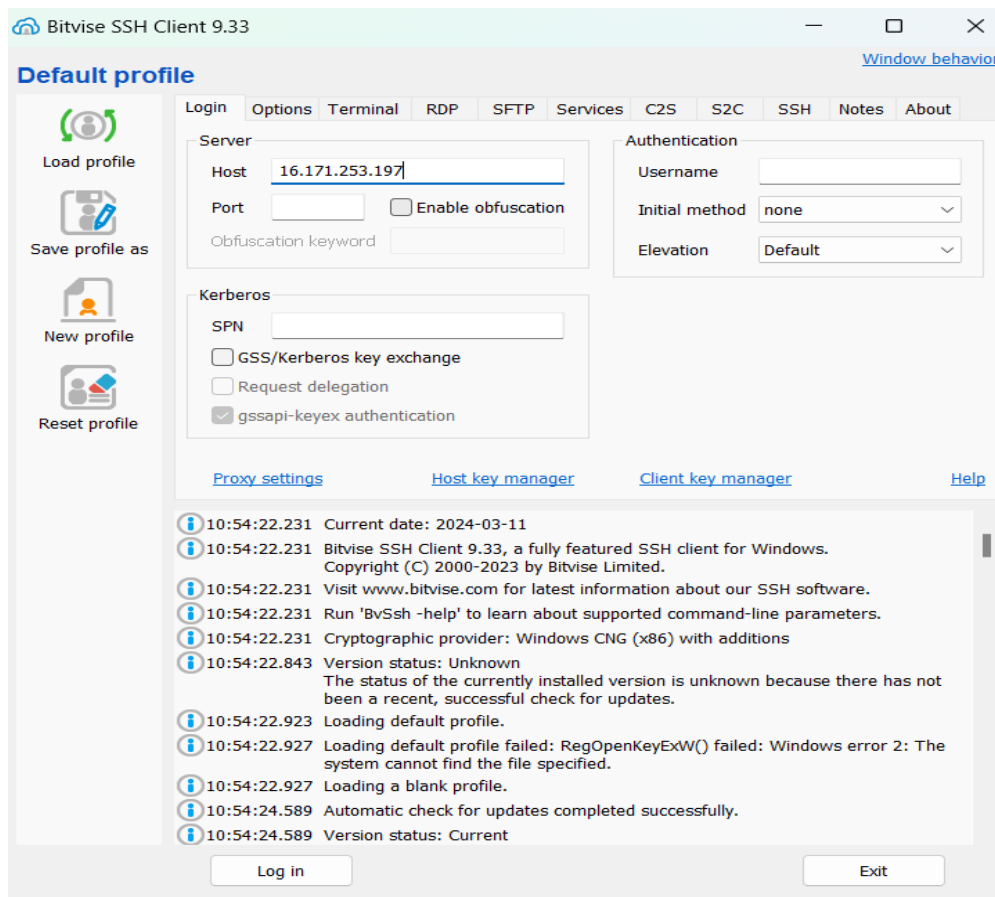 Bitvise SSH Client 9.33
Window behavior
Default profile
Load profile
Save profile as
New profile
Reset profile
Login Options Terminal RDP SFTP Services C2S S2C SSH Notes About
Server
Host 16.171.253.197
Port Enable obfuscation
Obfuscation keyword
Authentication
Username
Initial method none
Elevation Default
Kerberos
SPN
GSS/Kerberos key exchange
Request delegation
gssapi-keyex authentication
Proxy settings Host key manager Client key manager Help
10:54:22.231 Current date: 2024-03-11
10:54:22.231 Bitvise SSH Client 9.33, a fully featured SSH client for Windows.
Copyright (C) 2000-2023 by Bitvise Limited.
10:54:22.231 Visit www.bitvise.com for latest information about our SSH software.
10:54:22.231 Run 'BvSsh -help' to learn about supported command-line parameters.
10:54:22.231 Cryptographic provider: Windows CNG (x86) with additions
10:54:22.843 Version status: Unknown
The status of the currently installed version is unknown because there has not
been a recent, successful check for updates.
10:54:22.923 Loading default profile.
10:54:22.927 Loading default profile failed: RegOpenKeyExW() failed: Windows error 2: The
system cannot find the file specified.
10:54:22.927 Loading a blank profile.
10:54:24.589 Automatic check for updates completed successfully.
10:54:24.589 Version status: Current
Log in Exit